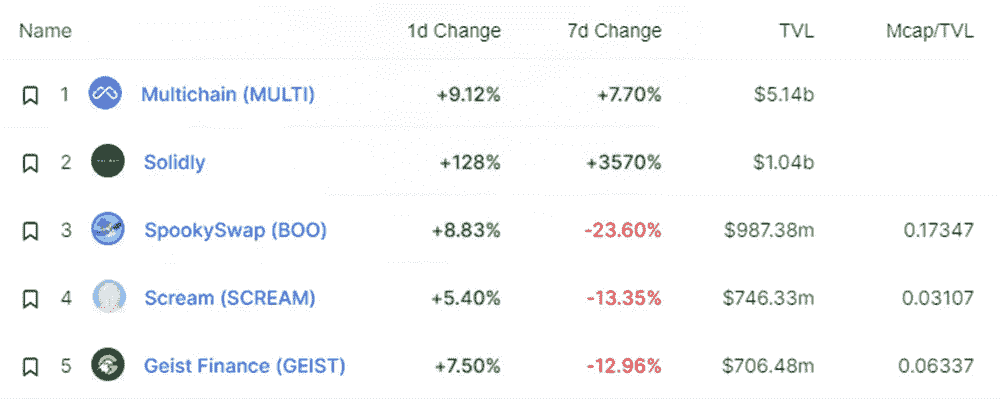 Name 1d Change 7d Change TVL Mcap/TVL
1 Multichain (MULTI) +9.12% +7.70% $5.14b
2 Solidly +128% +3570% $1.04b
3 SpookySwap (BOO) +8.83% -23.60% $987.38m 0.17347
4 Scream (SCREAM) +5.40% -13.35% $746.33m 0.03107
5 Geist Finance (GEIST) +7.50% -12.96% $706.48m 0.06337